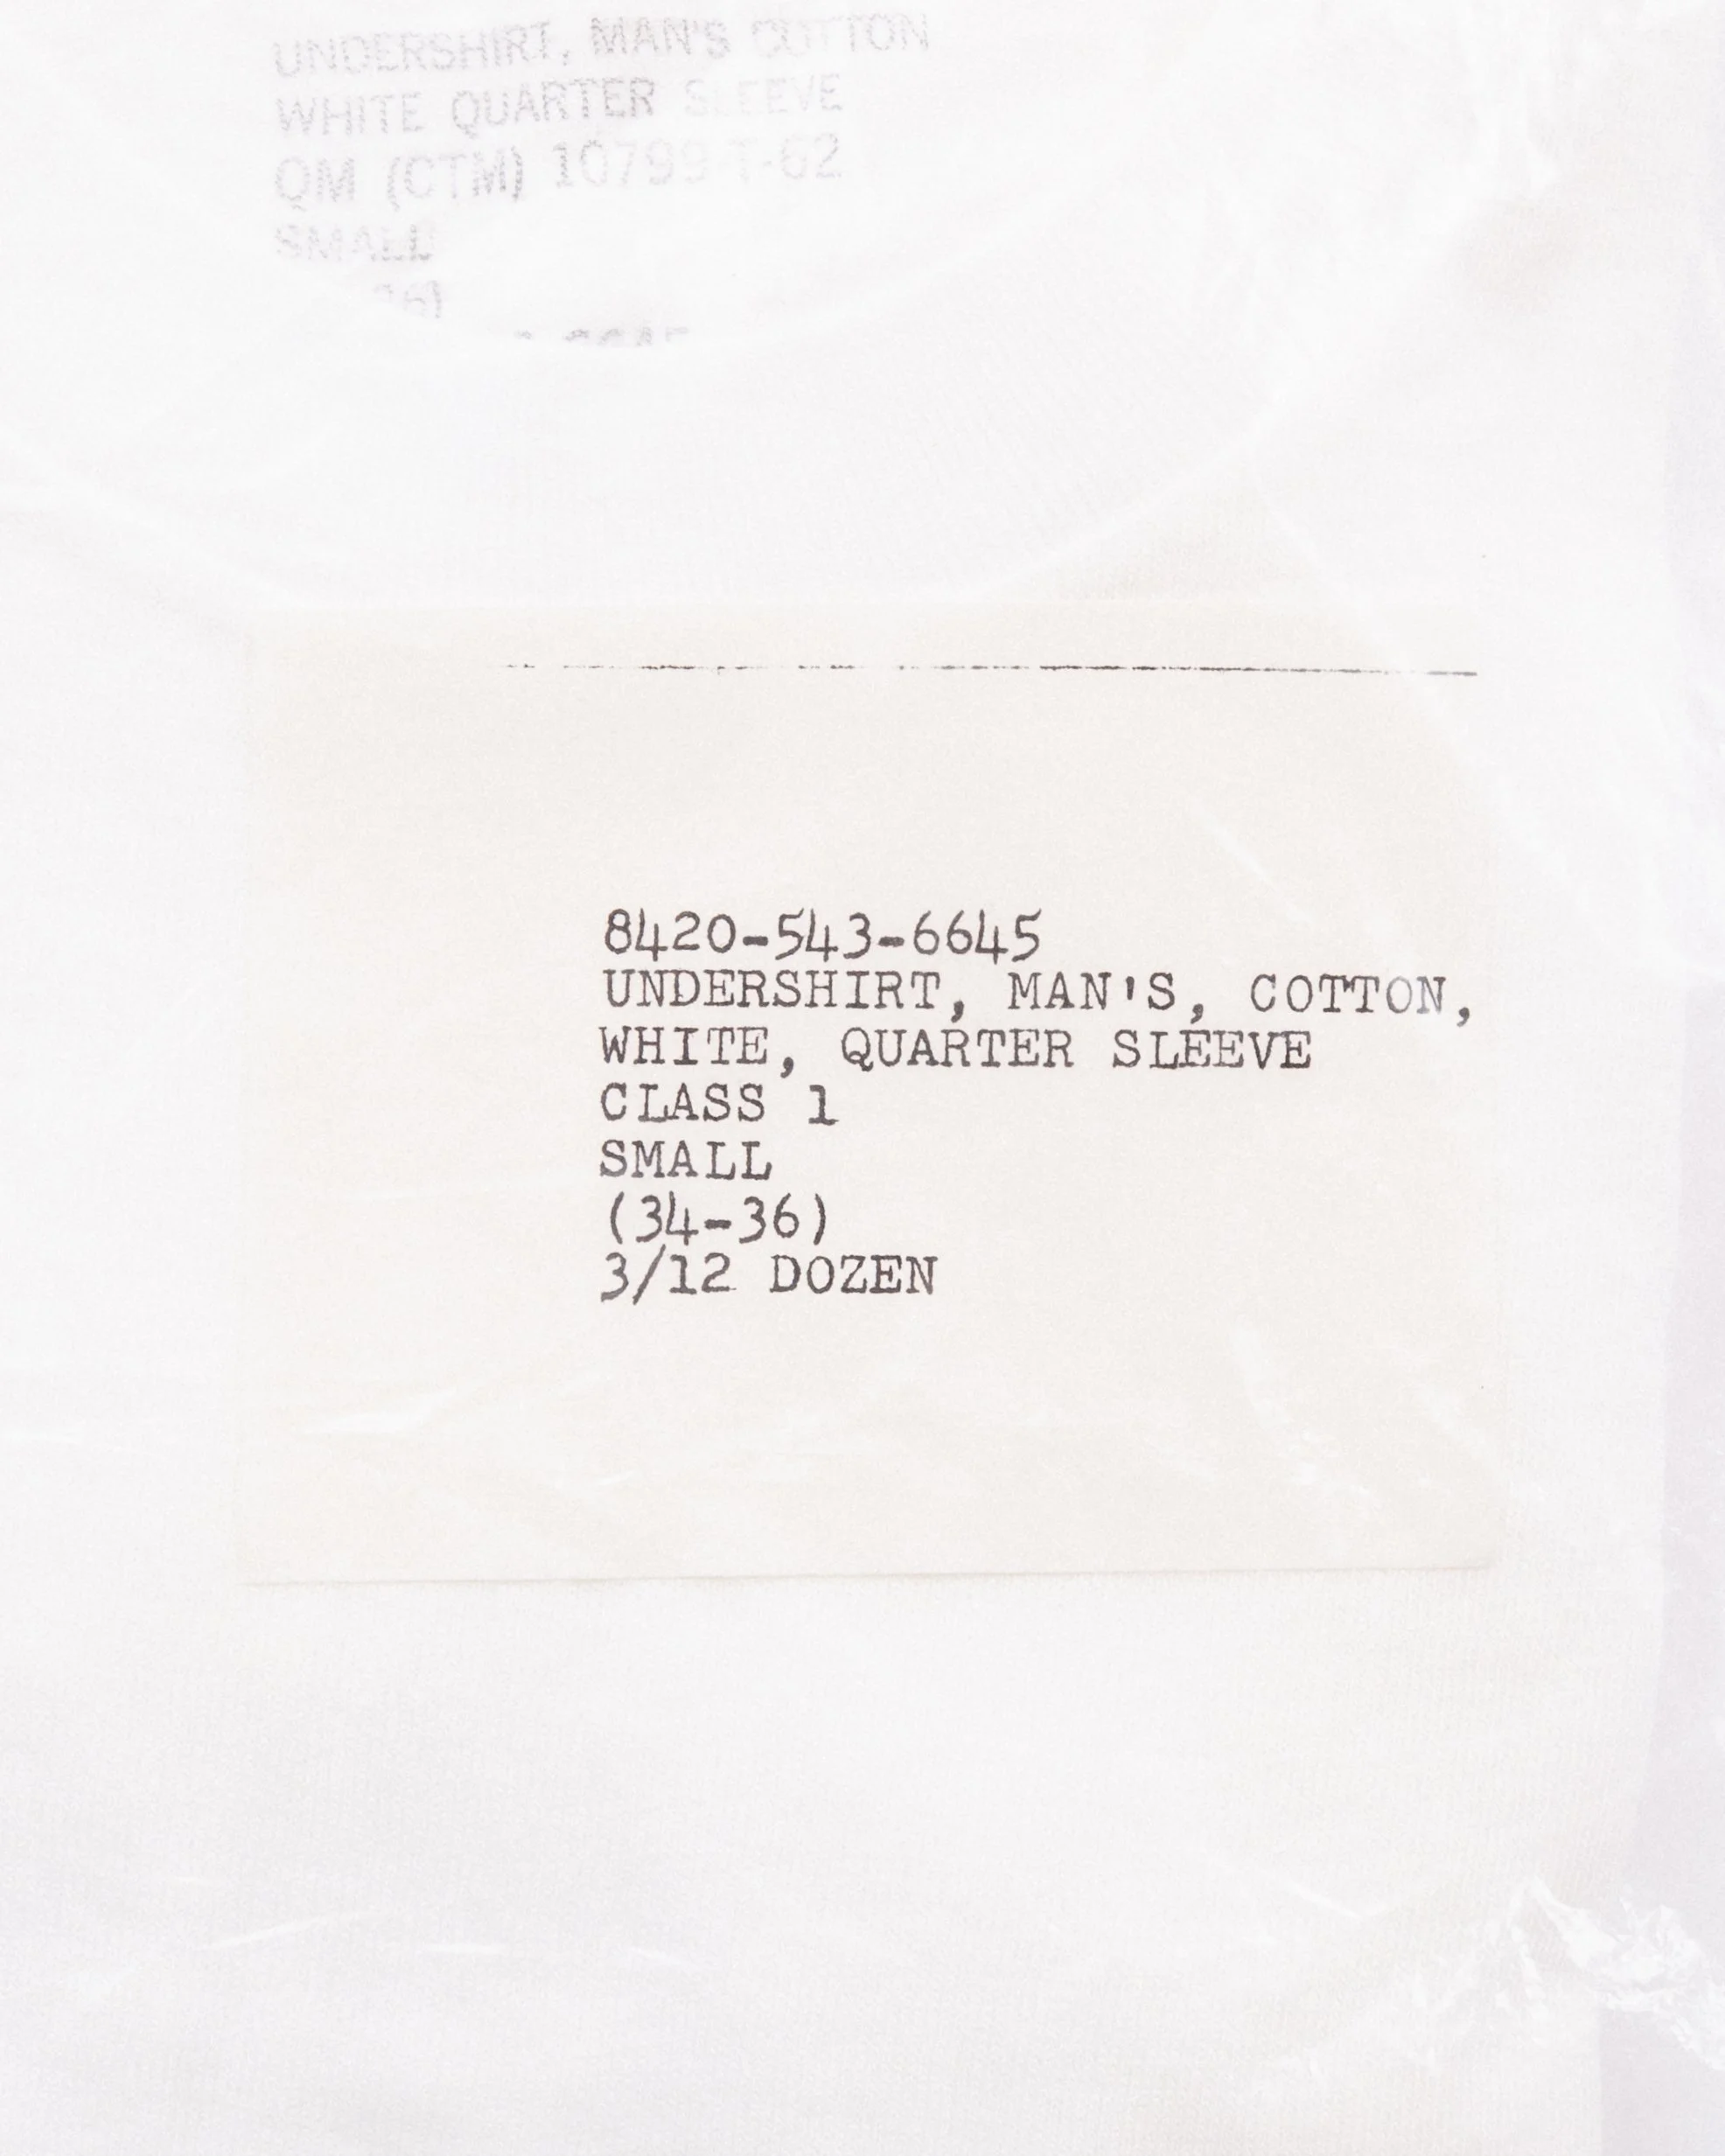 UNDERSHIRT, MAN'S COTTON
WHITE QUARTER SLEEVE
QM (CTM) 10799-T-62
SMALL
8420-543-6645
UNDERSHIRT, MAN'S, COTTON,
WHITE, QUARTER SLEEVE
CLASS 1
SMALL
(34-36)
3/12 DOZEN